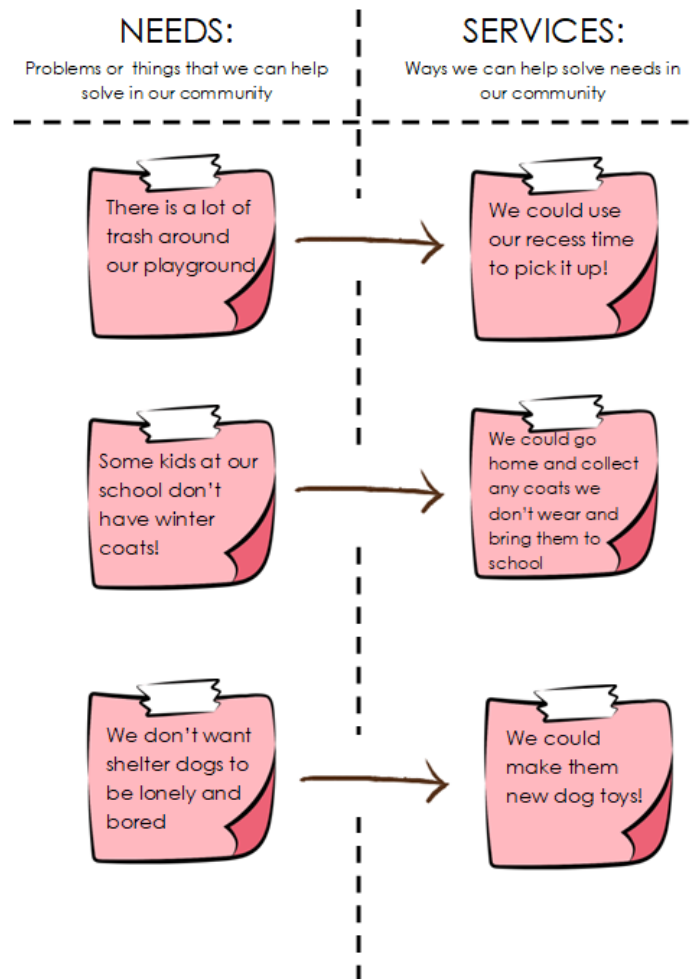 NEEDS:
Problems or things that we can help
solve in our community
SERVICES:
Ways we can help solve needs in
our community
There is a lot of
trash around
our playground
We could use
our recess time
to pick it up!
Some kids at our
school don't
have winter
coats!
We could go
home and collect
any coats we
don't wear and
bring them to
school
We don't want
shelter dogs to
be lonely and
bored
We could
make them
new dog toys!